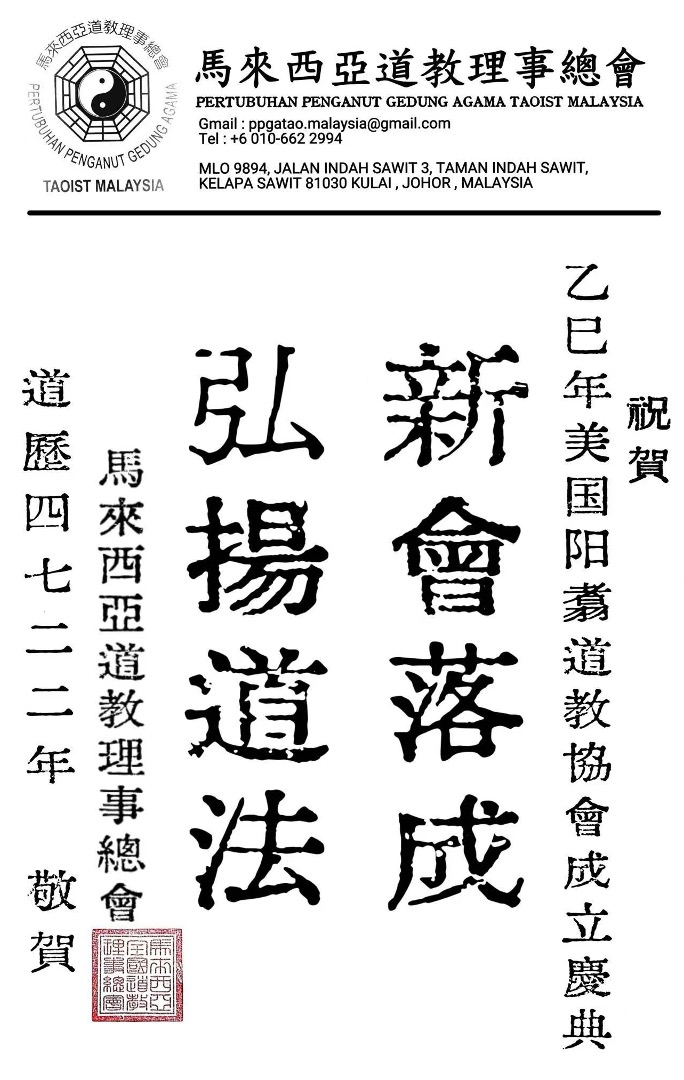 馬來西亞道教理事總會
PERTUBUHAN PENGANUT GEDUNG AGAMA
TAOIST MALAYSIA
馬來西亞道教理事總會
PERTUBUHAN PENGANUT GEDUNG AGAMA TAOIST MALAYSIA
Gmail : ppgatao.malaysia@gmail.com
Tel : +6 010-662 2994
MLO 9894, JALAN INDAH SAWIT 3, TAMAN INDAH SAWIT,
KELAPA SAWIT 81030 KULAI , JOHOR , MALAYSIA
祝賀
乙巳年美国阳翥道教協會成立慶典
新會落成
弘揚道法
馬來西亞道教理事總會
馬來西亞
全國道教
理事總會
道歷四七二二年 敬賀